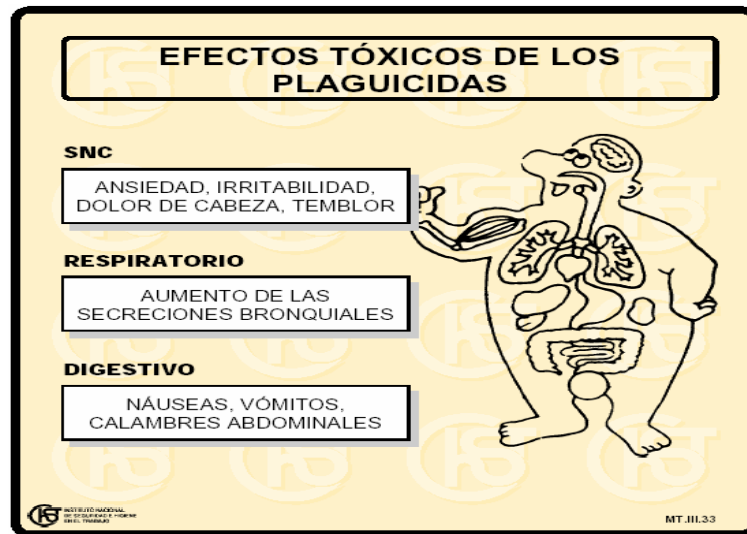 EFECTOS TÓXICOS DE LOS
PLAGUICIDAS
SNC
ANSIEDAD, IRRITABILIDAD,
DOLOR DE CABEZA, TEMBLOR
RESPIRATORIO
AUMENTO DE LAS
SECRECIONES BRONQUIALES
DIGESTIVO
NÁUSEAS, VÓMITOS,
CALAMBRES ABDOMINALES
INSTITUTO NACIONAL
DE SEGURIDAD E HIGIENE
EN EL TRABAJO
MT.III.33